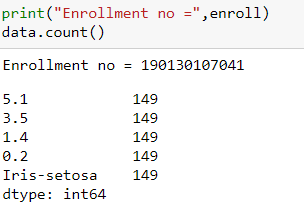 print("Enrollment no =",enroll)
data.count()
Enrollment no = 190130107041
5.1 149
3.5 149
1.4 149
0.2 149
Iris-setosa 149
dtype: int64